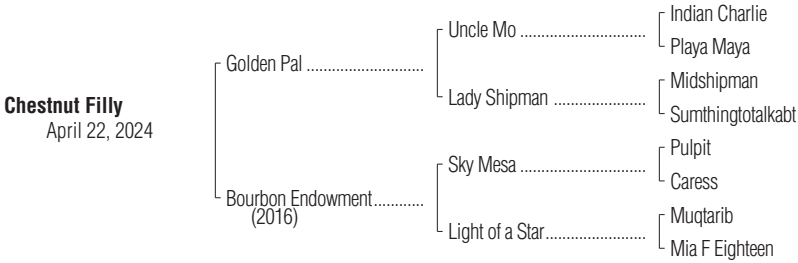 Indian Charlie
Uncle Mo ................................
Playa Maya
Golden Pal ..............................
Midshipman
Lady Shipman .......................
Sumthingtotalkabt
Chestnut Filly
April 22, 2024
Pulpit
Sky Mesa ................................
Caress
Bourbon Endowment.............
(2016)
Muqtarib
Light of a Star..........................
Mia F Eighteen